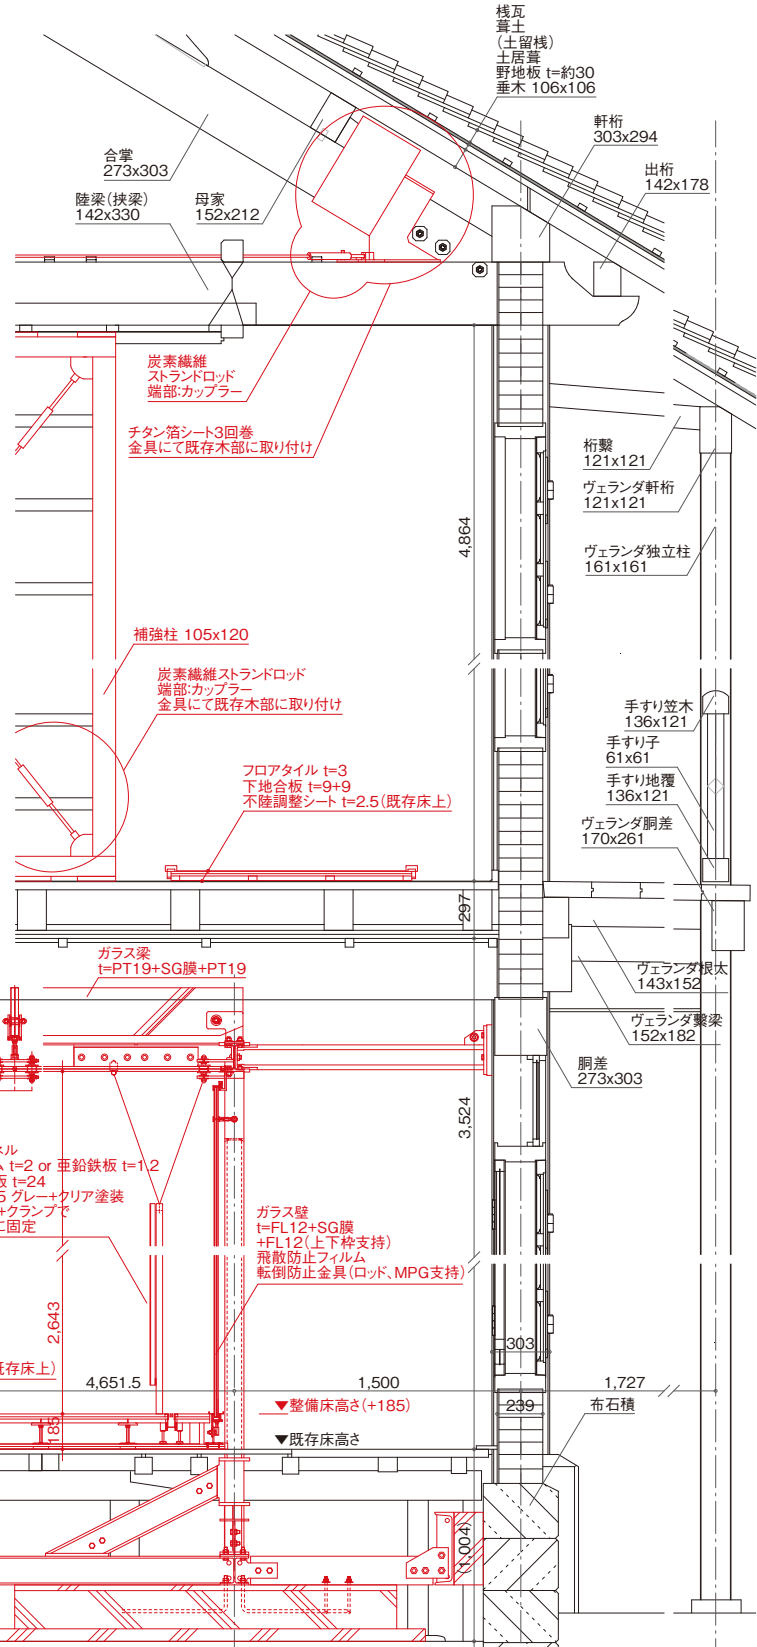 桟瓦
葺土
(土留桟)
土居葺
野地板 t=約30
垂木 106x106
軒桁
303x294
出桁
142x178
合掌
273x303
陸梁(挟梁)
142x330
母家
152x212
炭素繊維
ストランドロッド
端部:カップラー
チタン箔シート3回巻
金具にて既存木部に取り付け
桁繋
121x121
ヴェランダ軒桁
121x121
4,864
ヴェランダ独立柱
161x161
補強柱 105x120
炭素繊維ストランドロッド
端部:カップラー
金具にて既存木部に取り付け
手すり笠木
136x121
手すり子
61x61
手すり地覆
136x121
フロアタイル t=3
下地合板 t=9+9
不陸調整シート t=2.5(既存床上)
ヴェランダ胴差
170x261
297
ガラス梁
t=PT19+SG膜+PT19
ヴェランダ根太
143x152
ヴェランダ繋梁
152x182
胴差
273x303
3,524
ネル
ム t=2 or 亜鉛鉄板 t=1.2
板 t=24
5 グレー+クリア塗装
+クランプで
に固定
ガラス壁
t=FL12+SG膜
+FL12(上下枠支持)
飛散防止フィルム
転倒防止金具(ロッド、MPG支持)
2,643
303
既存床上)
4,651.5
1,500
1,727
▼整備床高さ(+185)
239
布石積
185
▼既存床高さ
(1,004)